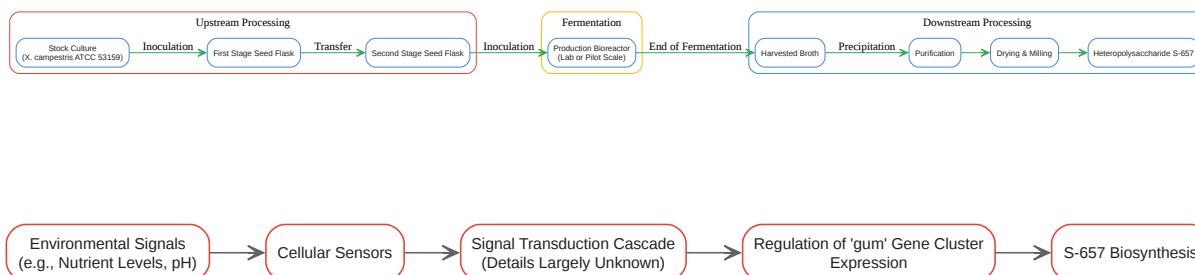 Upstream Processing
Stock Culture
(X. campestris ATCC 53159)
Inoculation
First Stage Seed Flask
Transfer
Second Stage Seed Flask
Inoculation
Fermentation
Production Bioreactor
(Lab or Pilot Scale)
End of Fermentation
Downstream Processing
Harvested Broth
Precipitation
Purification
Drying & Milling
Heteropolysaccharide S-657
Environmental Signals
(e.g., Nutrient Levels, pH)
Cellular Sensors
Signal Transduction Cascade
(Details Largely Unknown)
Regulation of 'gum' Gene Cluster
Expression
S-657 Biosynthesis